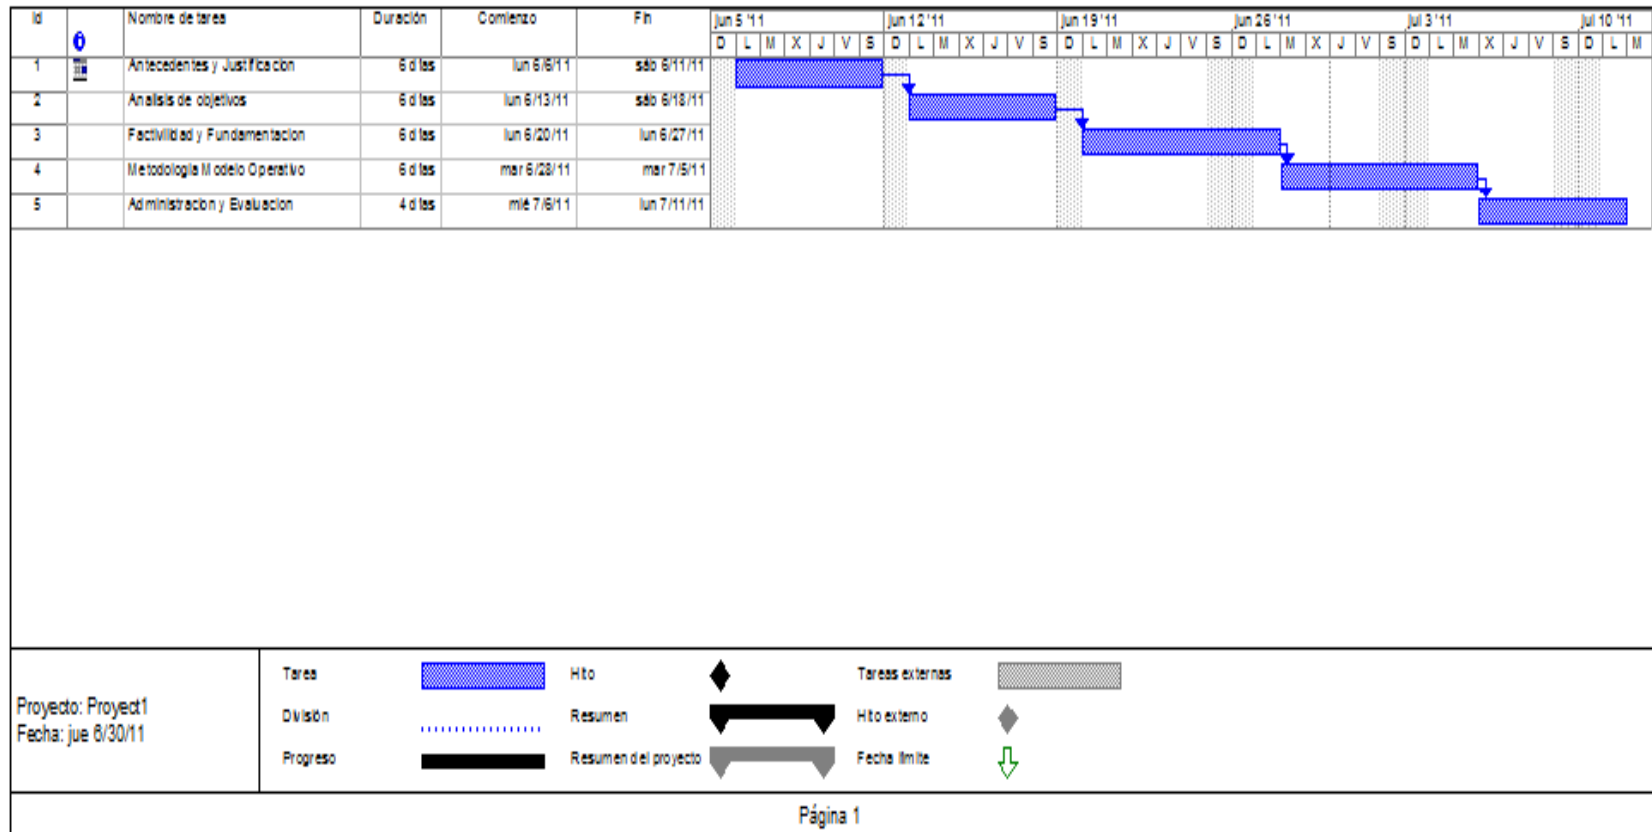 Id Nombre de tarea Duración Comienzo Fin jun 5 '11 jun 12 '11 jun 19 '11 jun 26 '11 jul 3 '11 jul 10 '11
D L M X J V S D L M X J V S D L M X J V S D L M X J V S D L M X J V S D L M
1 Antecedentes y Justificacion 6 días lun 6/6/11 sáb 6/11/11
2 Analisis de objetivos 6 días lun 6/13/11 sáb 6/18/11
3 Factivilidad y Fundamentacion 6 días lun 6/20/11 lun 6/27/11
4 Metodologia Modelo Operativo 6 días mar 6/28/11 mar 7/5/11
5 Administracion y Evaluacion 4 días mié 7/6/11 lun 7/11/11
Proyecto: Proyect1
Fecha: jue 6/30/11
Tarea Hito Tareas externas
División Resumen Hito externo
Progreso Resumen del proyecto Fecha límite
Página 1